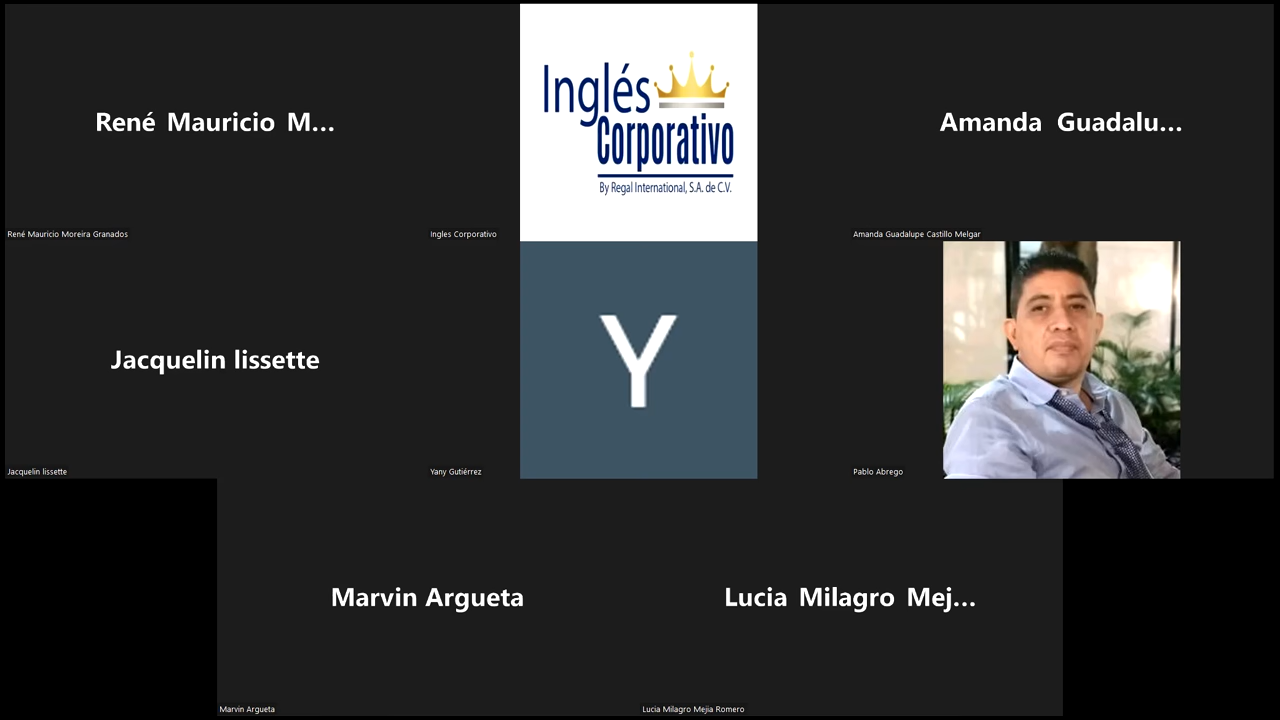 René Mauricio M...
Inglés
Corporativo
By Regal International, S.A. de C.V.
Amanda Guadalu...
René Mauricio Moreira Granados
Ingles Corporativo
Amanda Guadalupe Castillo Melgar
Jacquelin lissette
Y
Jacquelin lissette
Yany Gutiérrez
Pablo Abrego
Marvin Argueta
Lucia Milagro Mej...
Marvin Argueta
Lucia Milagro Mejia Romero